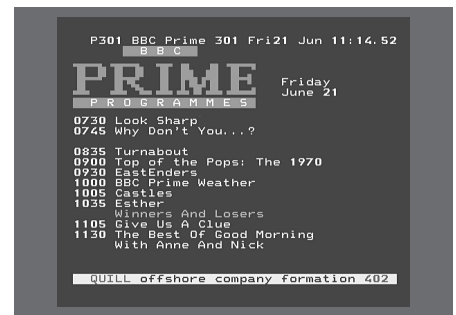 P301 BBC Prime 301 Fri21 Jun 11:14.52
BBC
PRIME
PROGRAMMES
Friday
June 21
0730 Look Sharp
0745 Why Don't You...?
0835 Turnabout
0900 Top of the Pops: The 1970
0930 EastEnders
1000 BBC Prime Weather
1005 Castles
1035 Esther
Winners And Losers
1105 Give Us A Clue
1130 The Best Of Good Morning
With Anne And Nick
QUILL offshore company formation 402